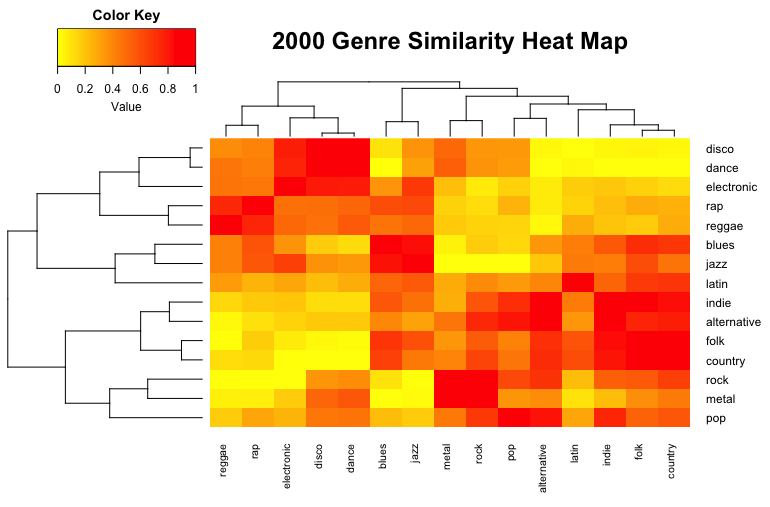 Color Key
2000 Genre Similarity Heat Map
0 0.2 0.4 0.6 0.8 1
Value
disco
dance
electronic
rap
reggae
blues
jazz
latin
indie
alternative
folk
country
rock
metal
pop
reggae
rap
electronic
disco
dance
blues
jazz
metal
rock
pop
alternative
latin
indie
folk
country